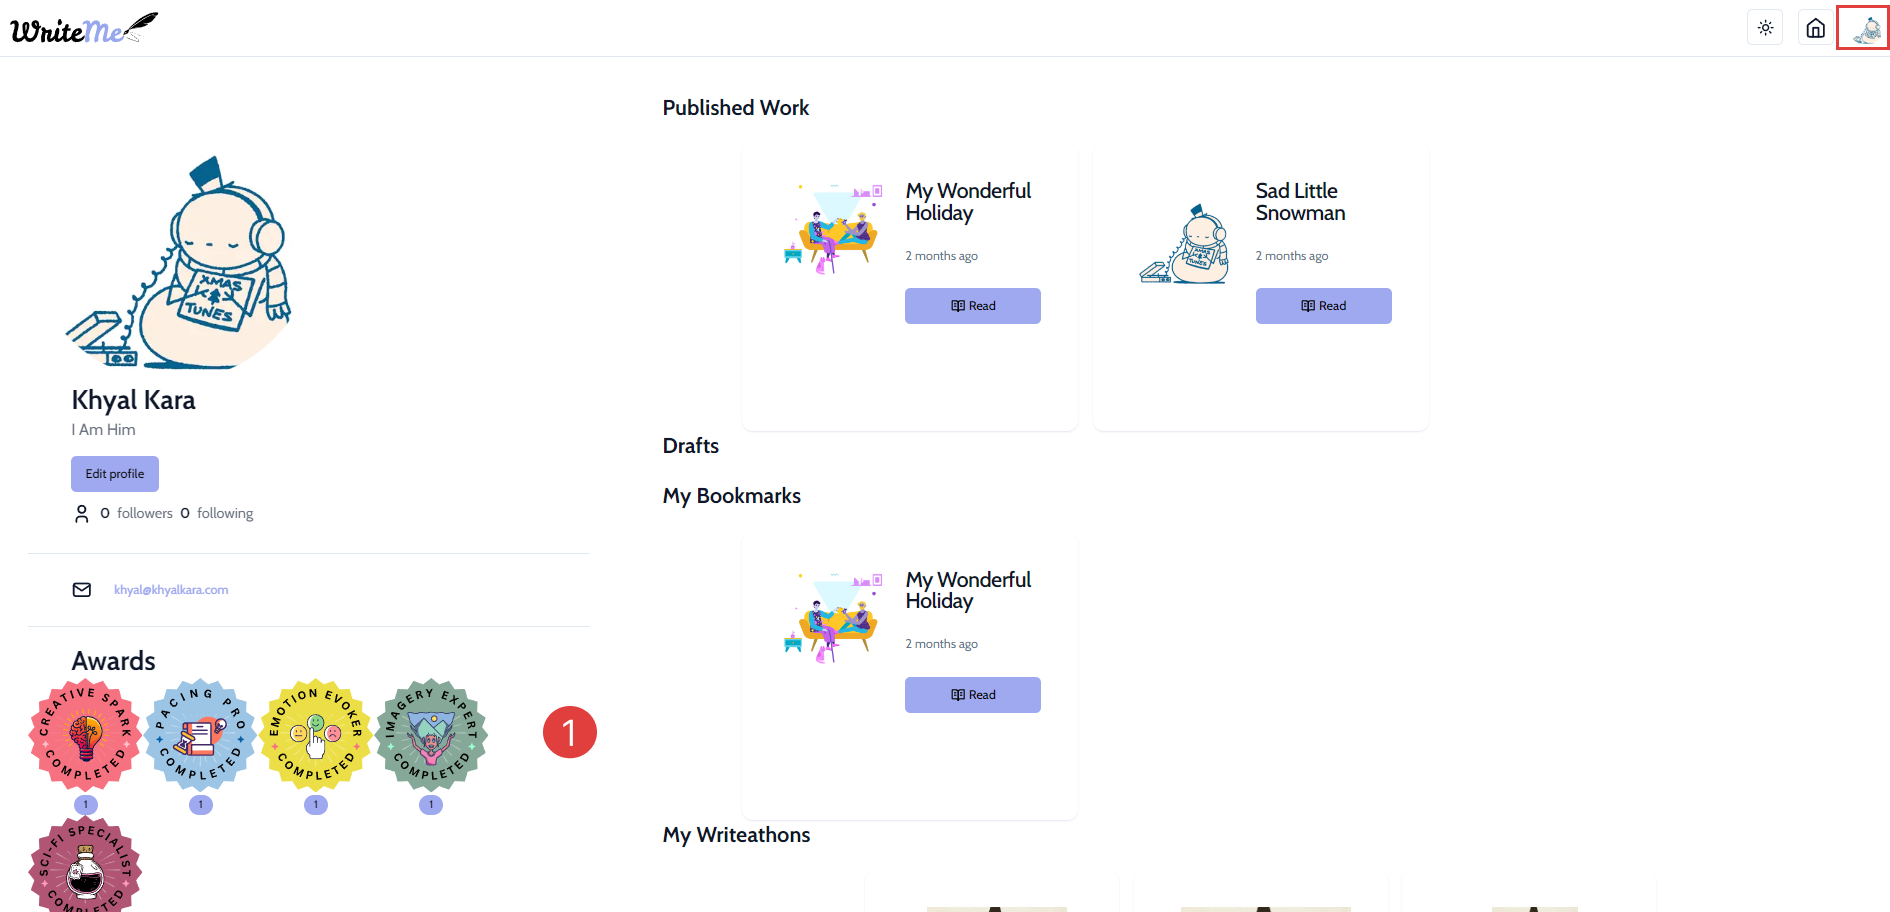 WriteMe
XMAS
TUNES
Khyal Kara
I Am Him
Edit profile
0 followers 0 following
khyal@khyalkara.com
Awards
CREATIVE SPARK
COMPLETED
1
PACING PRO
COMPLETED
1
EMOTION EVOKER
COMPLETED
1
IMAGERY EXPERT
COMPLETED
1
SCI-FI SPECIALIST
COMPLETED
1
Published Work
My Wonderful
Holiday
2 months ago
Read
XMAS
TUNES
Sad Little
Snowman
2 months ago
Read
Drafts
My Bookmarks
My Wonderful
Holiday
2 months ago
Read
My Writeathons